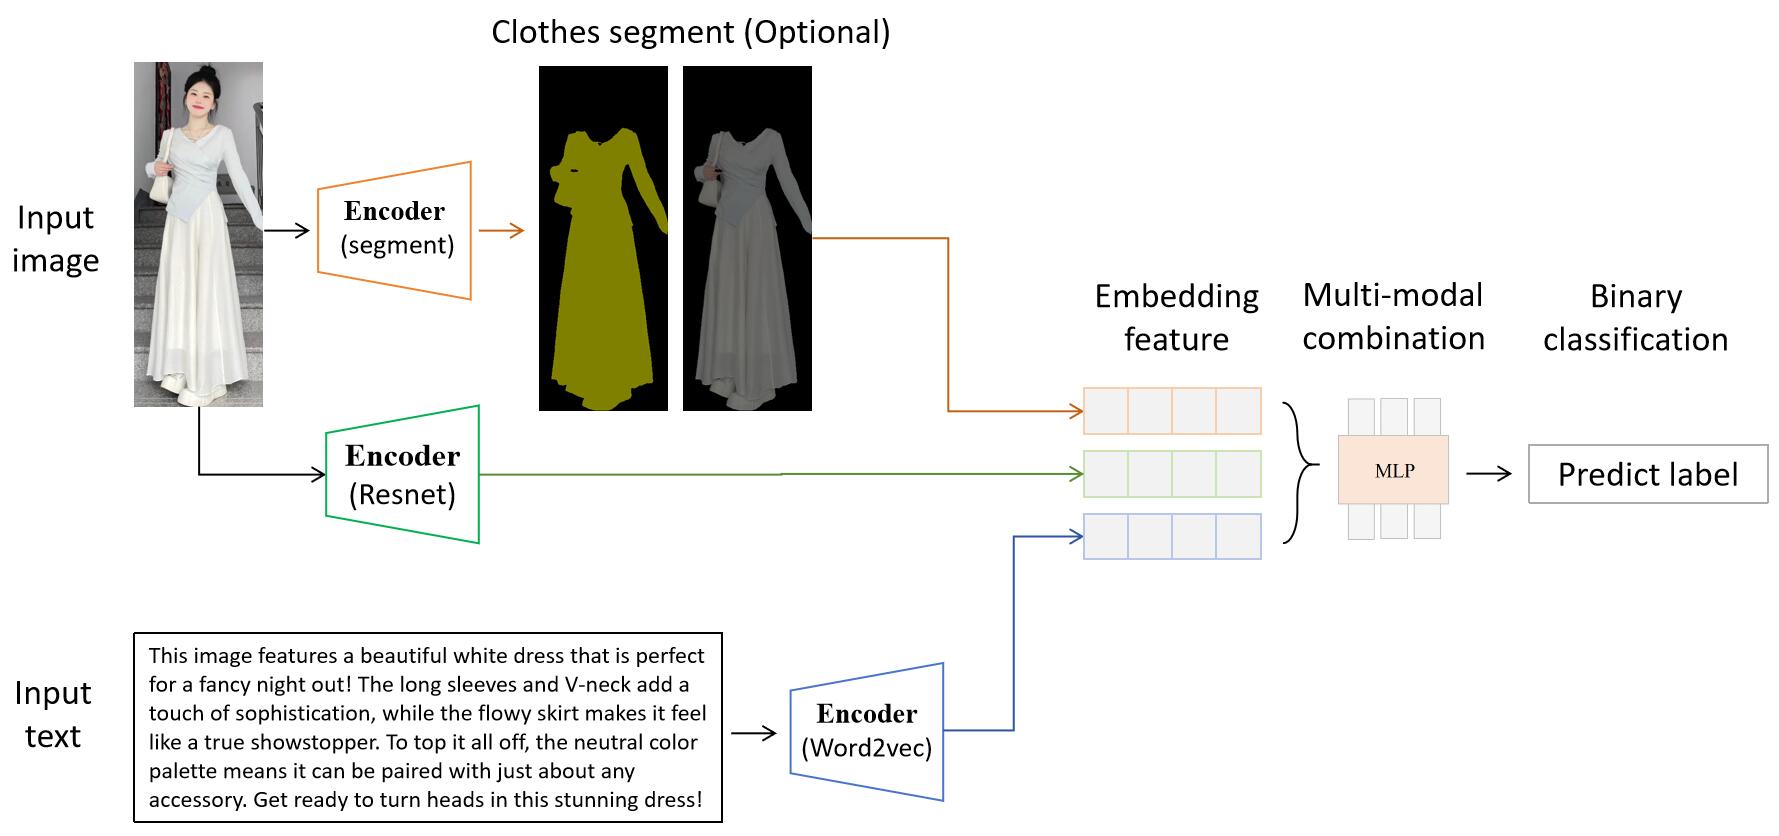 Clothes segment (Optional)
Input
image
Encoder
(segment)
Encoder
(Resnet)
Embedding
feature
Multi-modal
combination
Binary
classification
MLP
Predict label
Input
text
This image features a beautiful white dress that is perfect
for a fancy night out! The long sleeves and V-neck add a
touch of sophistication, while the flowy skirt makes it feel
like a true showstopper. To top it all off, the neutral color
palette means it can be paired with just about any
accessory. Get ready to turn heads in this stunning dress!
Encoder
(Word2vec)